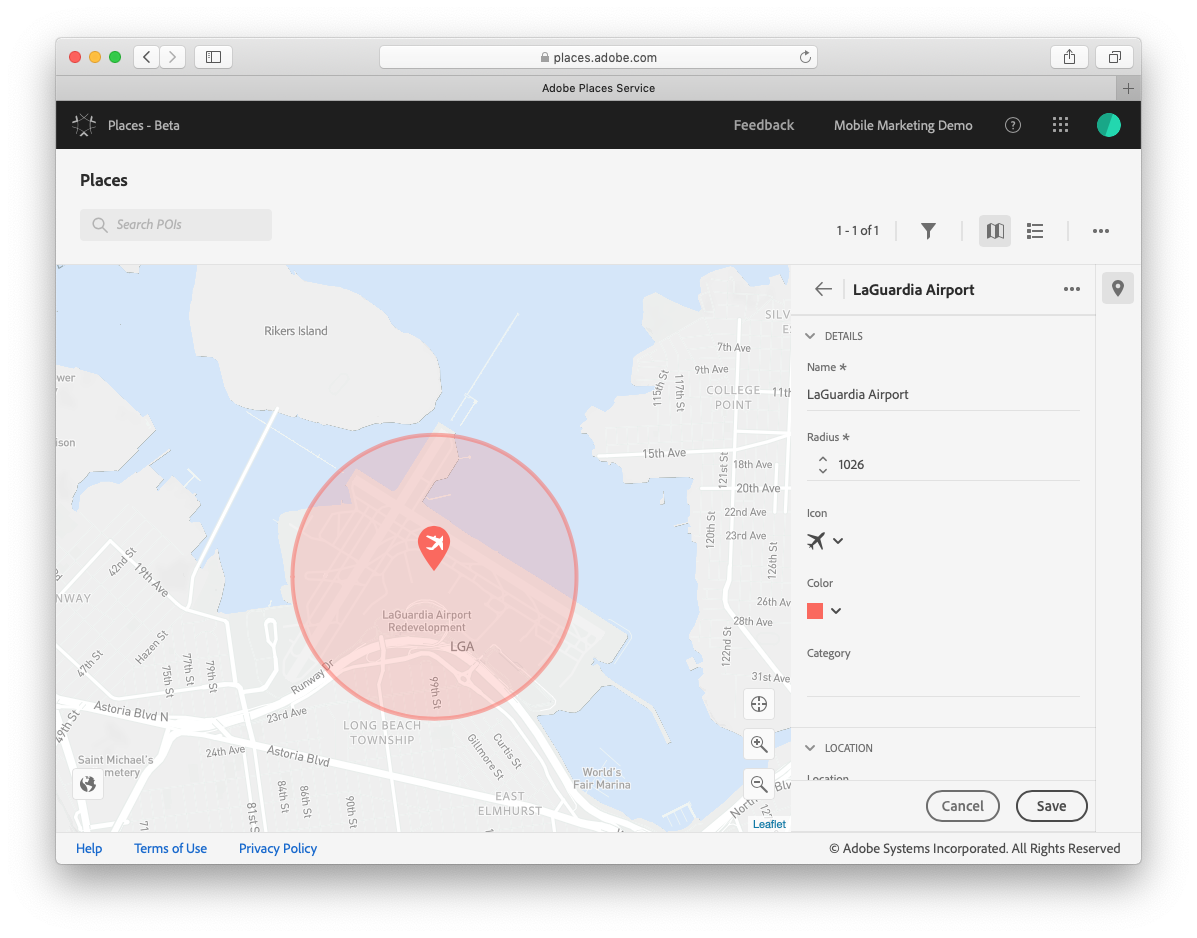 places.adobe.com
Adobe Places Service
Places - Beta
Feedback
Mobile Marketing Demo
Places
Search POIs
1 - 1 of 1
LaGuardia Airport
DETAILS
Name *
LaGuardia Airport
Radius *
1026
Icon
Color
Category
LOCATION
Location
Cancel
Save
Rikers Island
SILV
E
7th Ave
9th Ave
115th St
117th St
COLLEGE
POINT
11th
15th Ave
121st St
18th Ave
20th Ave
22nd Ave
120th St
23rd Ave
126th St
26th Av
28th Ave
122nd St
31st Ave
wer
ison
42nd St
19th Ave
NWAY
Hazen St
47th St
75th St
77th St
79th St
Astoria Blvd N
49th St
Runway Dr
23rd Ave
LaGuardia Airport
Redevelopment
LGA
99th St
LONG BEACH
TOWNSHIP
24th Ave
Astoria Blvd
Saint Michael's
metery
84th St
86th St
81st S
90th St
71
Gillmore St
Curtis St
EAST
ELMHURST
World's
Fair Marina
Blv
North
Leaflet
Help
Terms of Use
Privacy Policy
© Adobe Systems Incorporated. All Rights Reserved